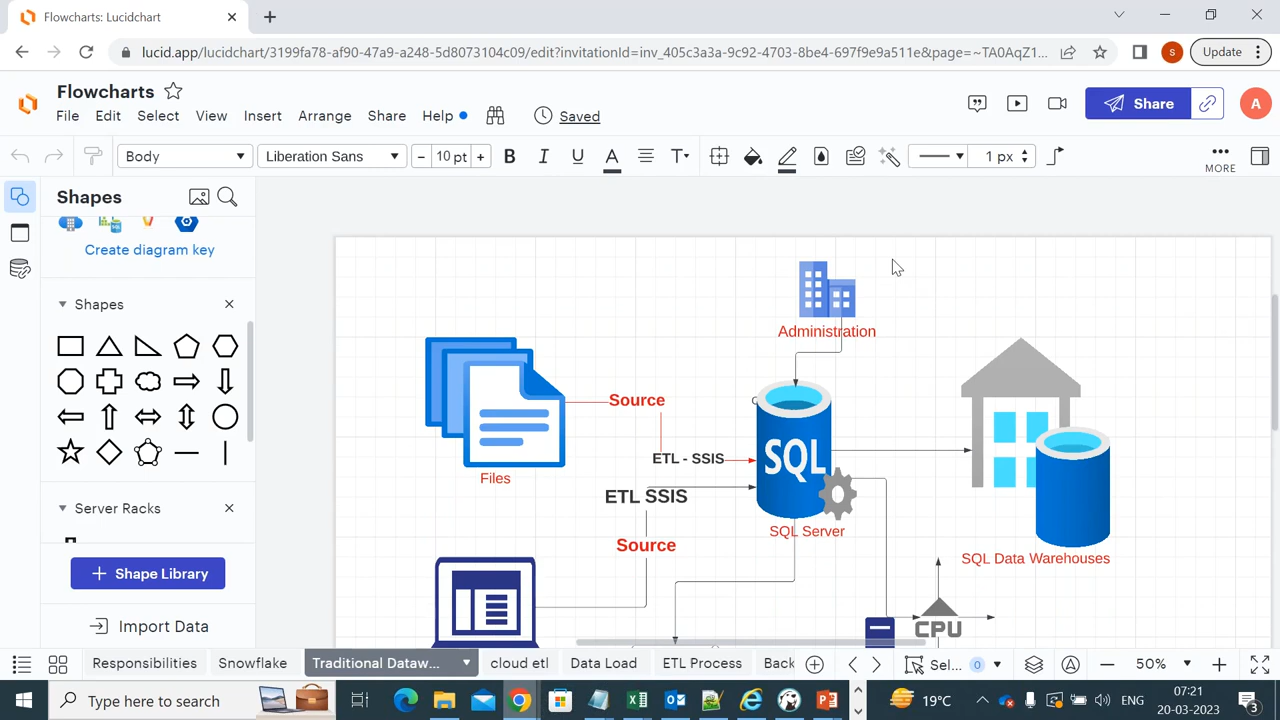 Flowcharts: Lucidchart
lucid.app/lucidchart/3199fa78-af90-47a9-a248-5d8073104c09/edit?invitationId=inv_405c3a3a-9c92-4703-8be4-697f9e9a511e&page=~TA0AqZ1...
S
Update
Flowcharts
File Edit Select View Insert Arrange Share Help Saved
Share
A
Body Liberation Sans 10 pt B I U A T 1 px MORE
Shapes
Create diagram key
Shapes
Server Racks
Shape Library
Import Data
Administration
Source
Files
ETL - SSIS
SQL
ETL SSIS
SQL Server
Source
SQL Data Warehouses
CPU
Responsibilities Snowflake Traditional Dataw... cloud etl Data Load ETL Process Back Sel... 0 50%
Type here to search
19°C
ENG
07:21
20-03-2023
3